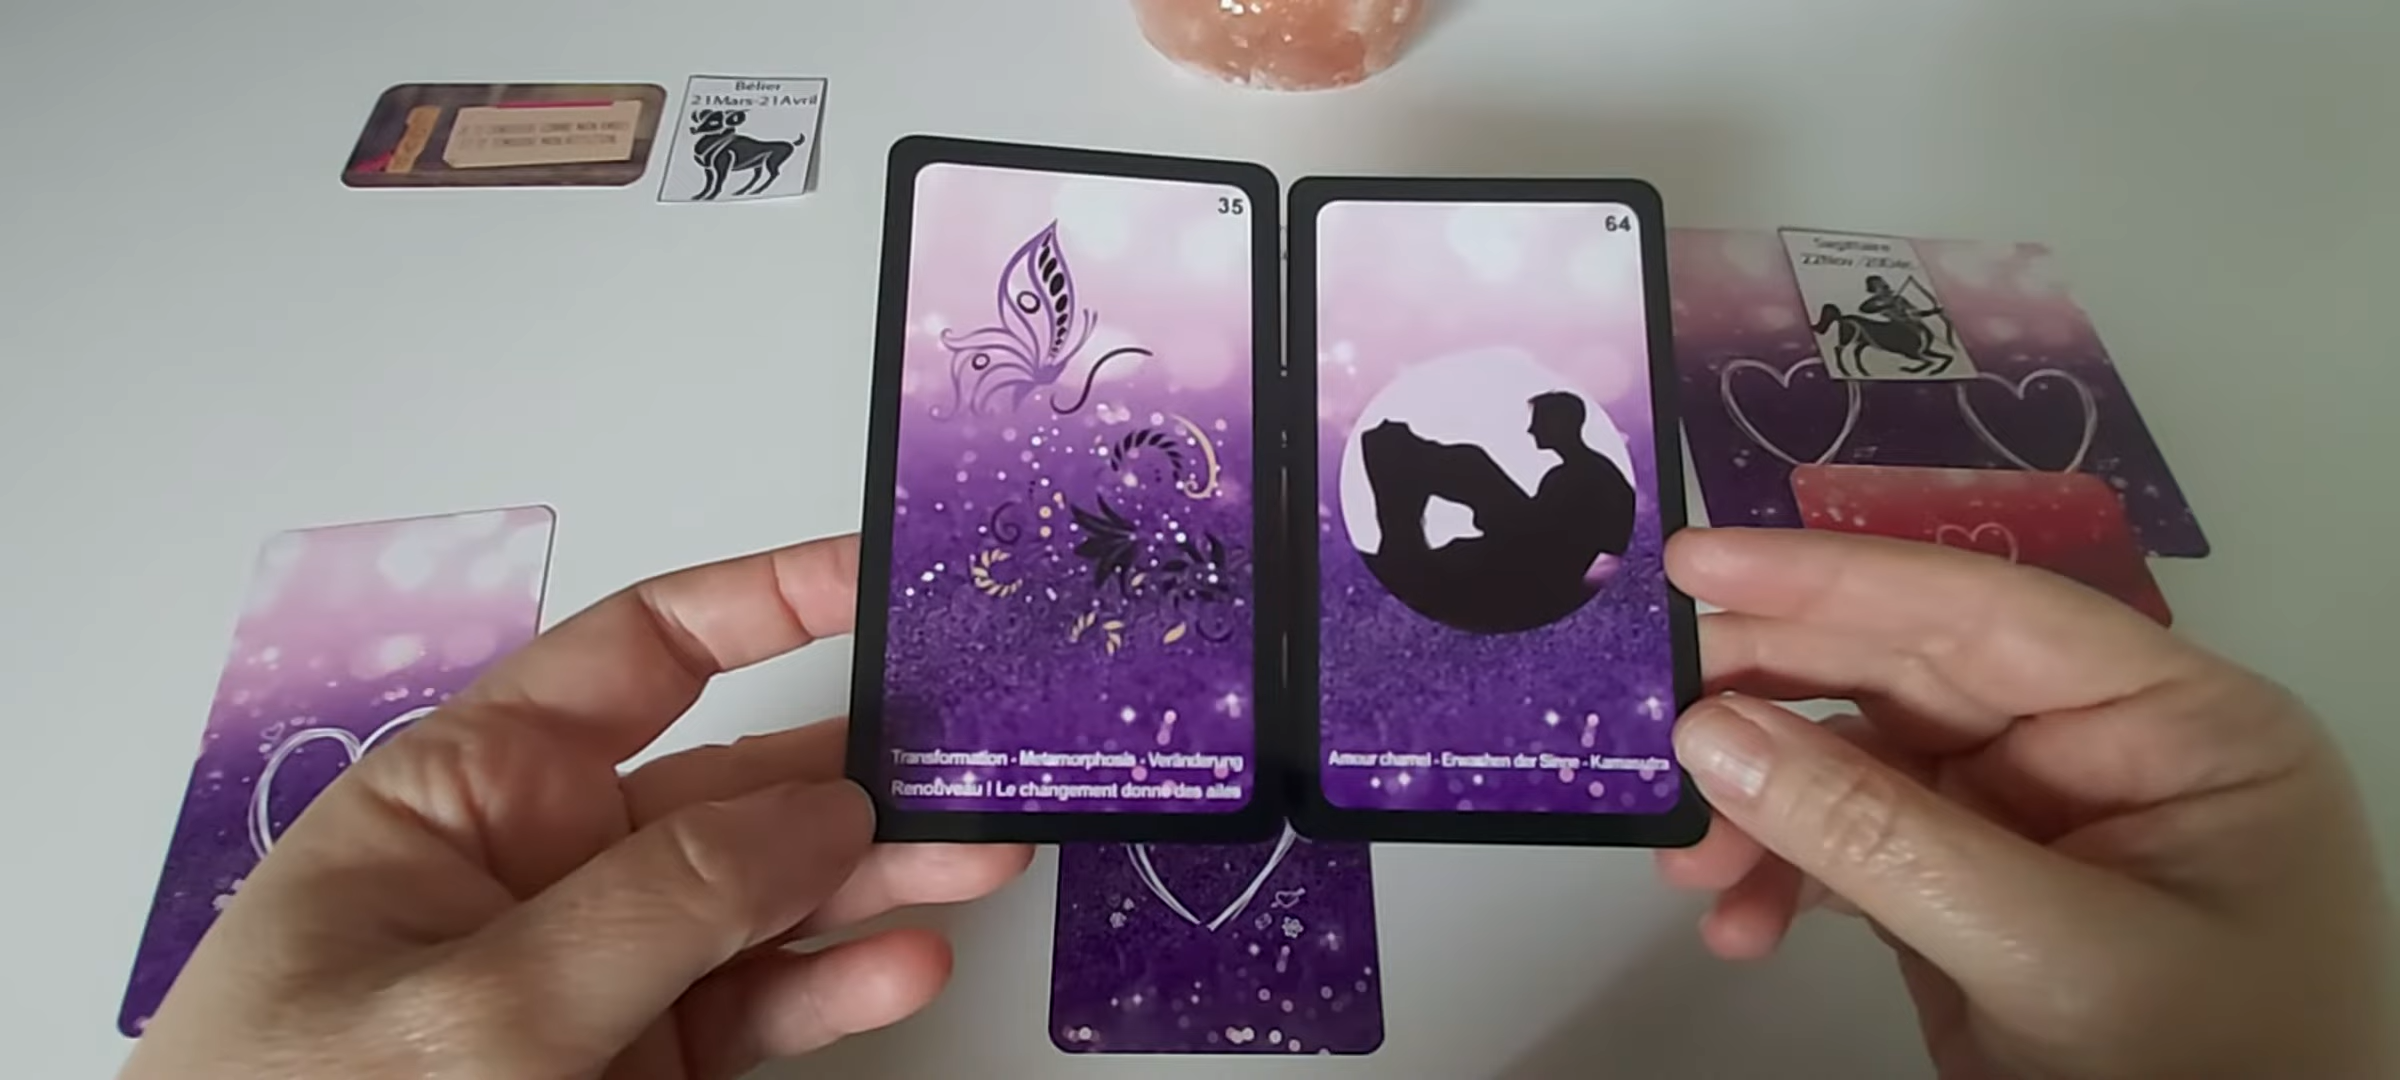 Bélier
21Mars-21Avril
35
64
Sagittaire
22Nov
Transformation - Metamorphosis - Veränderung
Renouveau ! Le changement donne des ailes
Amour charnel - Erwachen der Sinne - Kamasutra